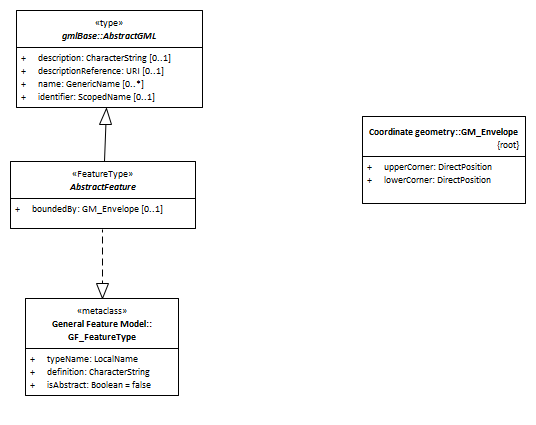 «type»
gmlBase::AbstractGML
+ description: CharacterString [0..1]
+ descriptionReference: URI [0..1]
+ name: GenericName [0..*]
+ identifier: ScopedName [0..1]
Coordinate geometry::GM_Envelope
{root}
+ upperCorner: DirectPosition
+ lowerCorner: DirectPosition
«FeatureType»
AbstractFeature
+ boundedBy: GM_Envelope [0..1]
«metaclass»
General Feature Model::
GF_FeatureType
+ typeName: LocalName
+ definition: CharacterString
+ isAbstract: Boolean = false